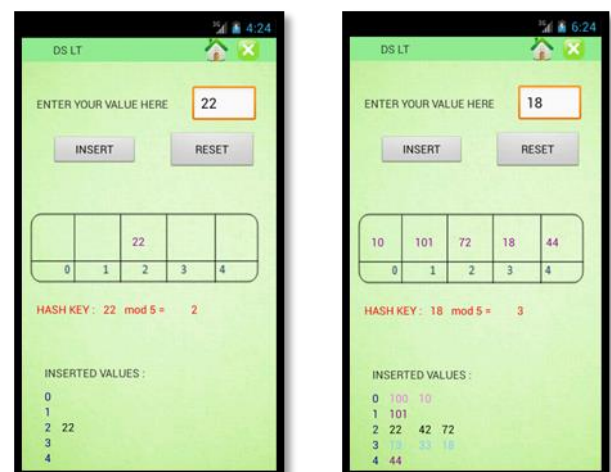 3G 4:24
DS LT
ENTER YOUR VALUE HERE 22
INSERT RESET
22
0 1 2 3 4
HASH KEY : 22 mod 5 = 2
INSERTED VALUES :
0
1
2 22
3
4
3G 6:24
DS LT
ENTER YOUR VALUE HERE 18
INSERT RESET
10 101 72 18 44
0 1 2 3 4
HASH KEY : 18 mod 5 = 3
INSERTED VALUES :
0 100 10
1 101
2 22 42 72
3 13 33 18
4 44